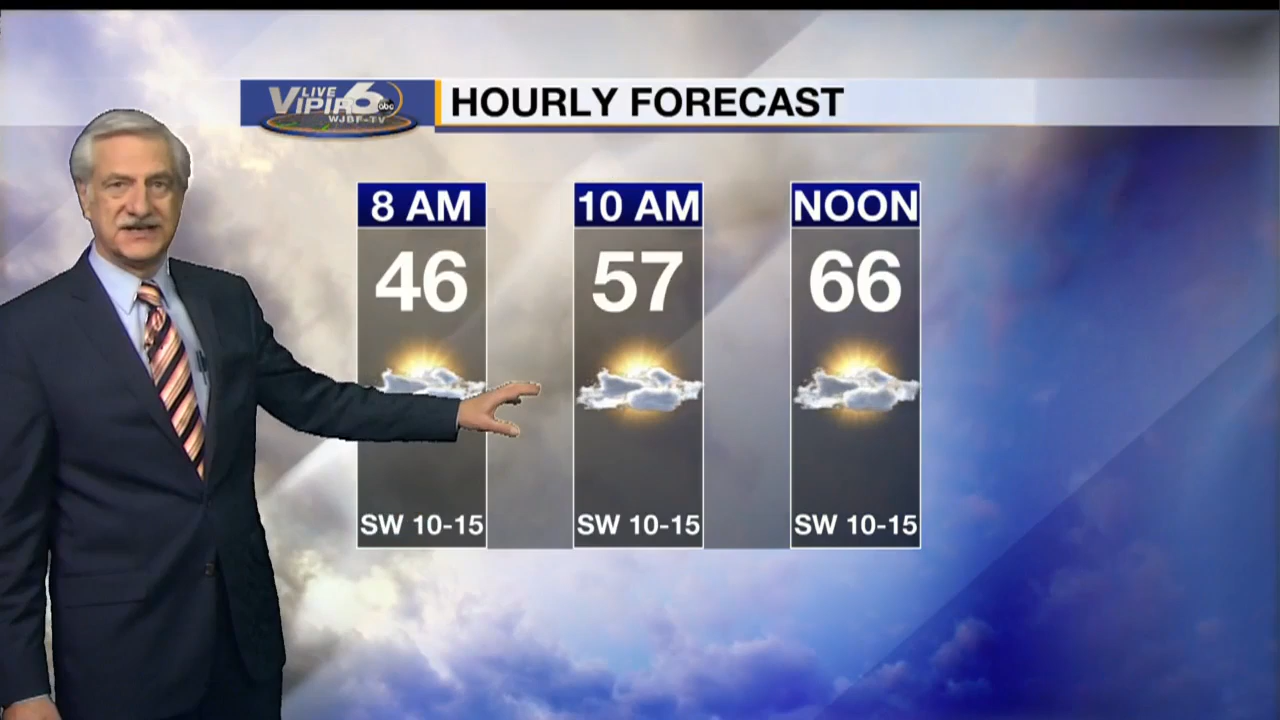 LIVE
VIPIR 6 abc
WJBF-TV
HOURLY FORECAST
8 AM 10 AM NOON
46 57 66
SW 10-15 SW 10-15 SW 10-15